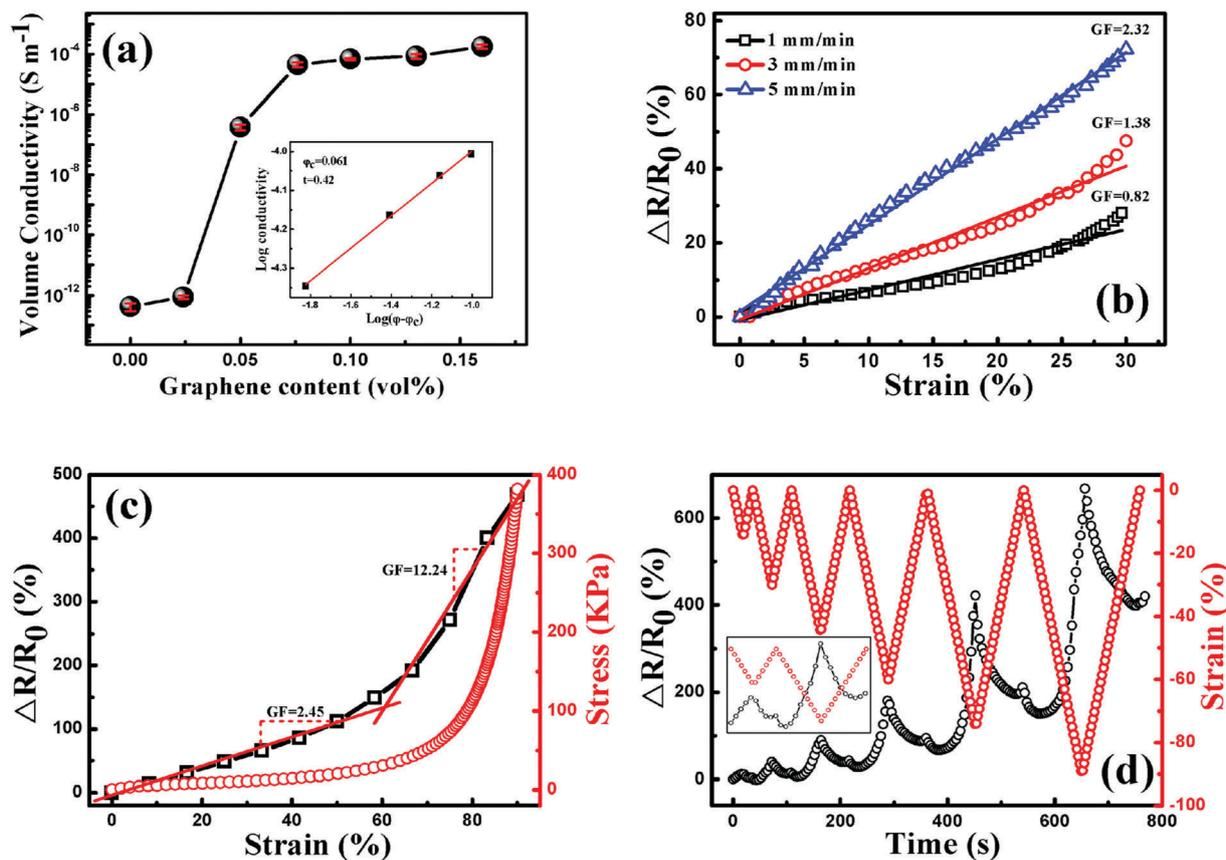 (a)
Volume Conductivity (S m⁻¹)
10⁻⁴
10⁻⁶
10⁻⁸
10⁻¹⁰
10⁻¹²
0.00 0.05 0.10 0.15
Graphene content (vol%)
φc=0.061
t=0.42
Log conductivity
-4.0
-4.1
-4.2
-4.3
-1.8 -1.6 -1.4 -1.2 -1.0
Log(φ-φc)
(b)
1 mm/min
3 mm/min
5 mm/min
GF=2.32
GF=1.38
GF=0.82
△R/R0 (%)
80
60
40
20
0
0 5 10 15 20 25 30
Strain (%)
(c)
△R/R0 (%)
500
400
300
200
100
0
GF=12.24
GF=2.45
0 20 40 60 80
Strain (%)
400
300
200
100
0
Stress (KPa)
(d)
△R/R0 (%)
600
400
200
0
0 200 400 600 800
Time (s)
0
-20
-40
-60
-80
-100
Strain (%)